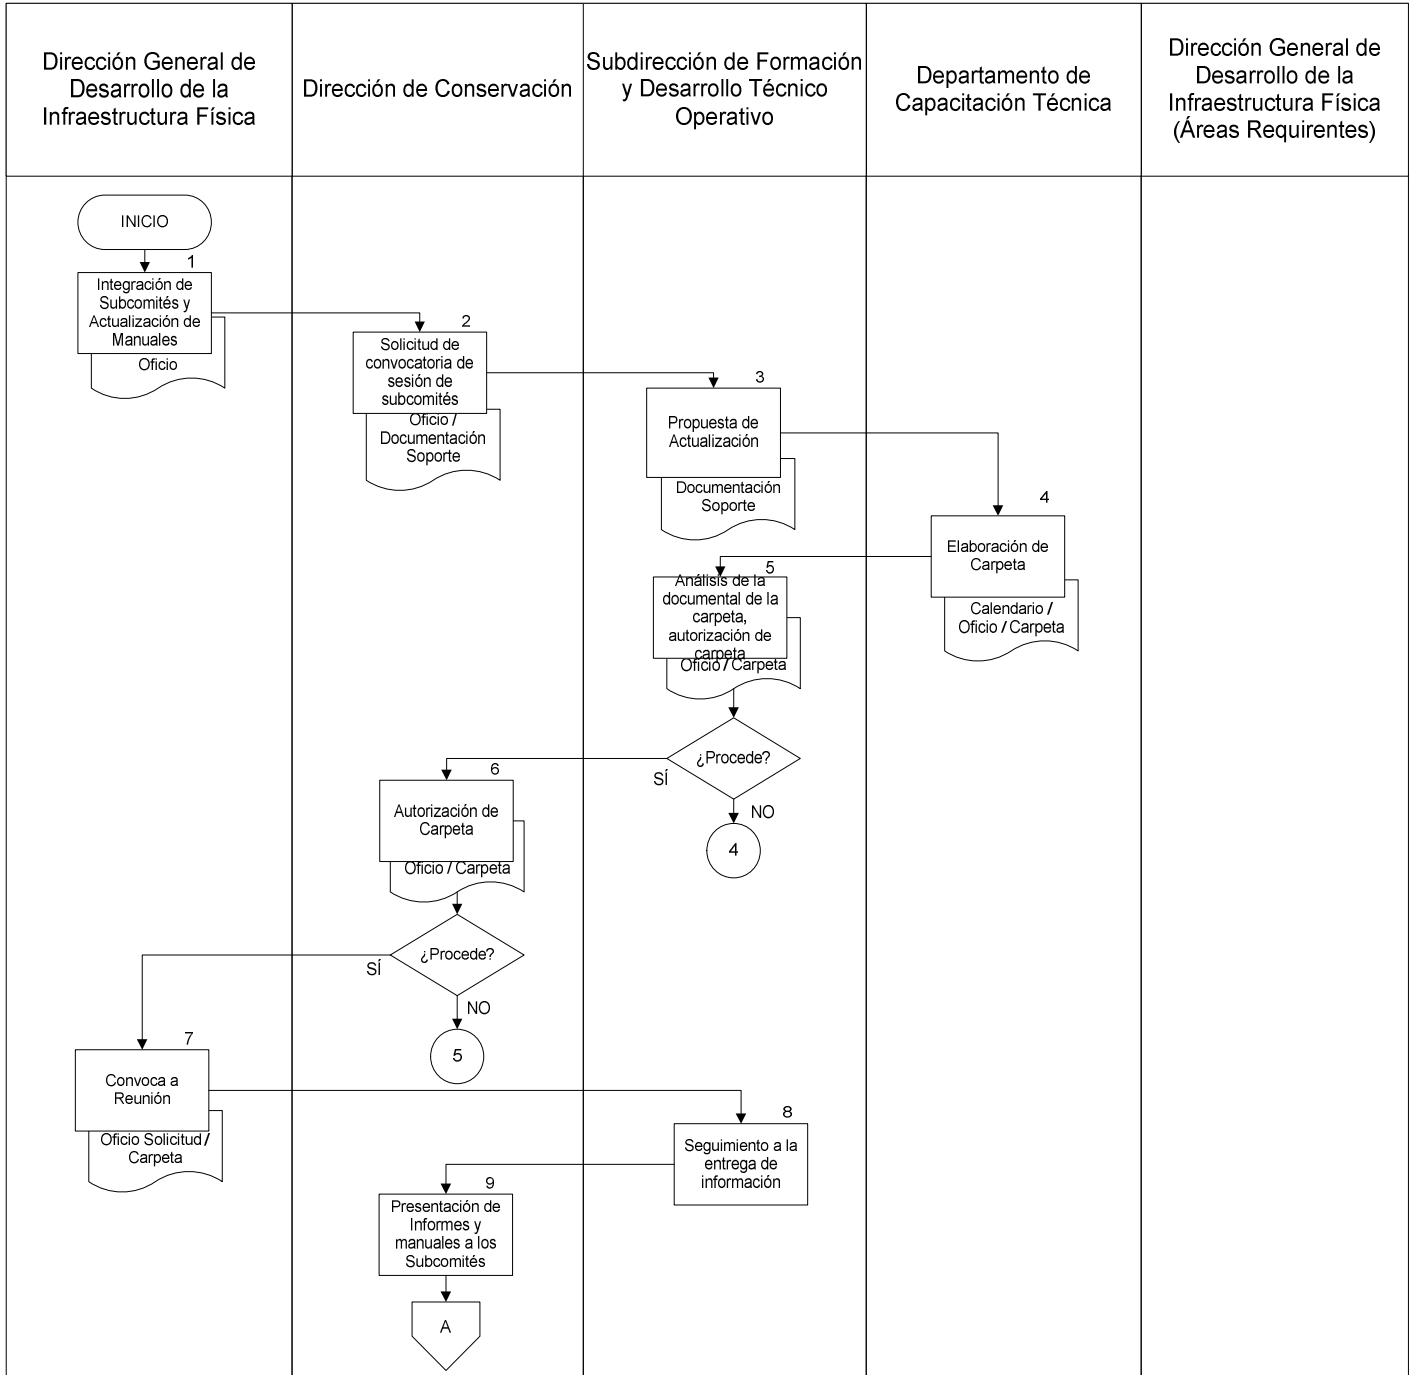 Dirección General de
Desarrollo de la
Infraestructura Física
Dirección de Conservación
Subdirección de Formación
y Desarrollo Técnico
Operativo
Departamento de
Capacitación Técnica
Dirección General de
Desarrollo de la
Infraestructura Física
(Áreas Requirentes)
INICIO
1
Integración de
Subcomités y
Actualización de
Manuales
Oficio
2
Solicitud de
convocatoria de
sesión de
subcomités
Oficio /
Documentación
Soporte
3
Propuesta de
Actualización
Documentación
Soporte
4
Elaboración de
Carpeta
Calendario /
Oficio / Carpeta
5
Análisis de la
documental de la
carpeta,
autorización de
carpeta
Oficio / Carpeta
¿Procede?
SÍ
NO
4
6
Autorización de
Carpeta
Oficio / Carpeta
¿Procede?
SÍ
NO
5
7
Convoca a
Reunión
Oficio Solicitud /
Carpeta
8
Seguimiento a la
entrega de
información
9
Presentación de
Informes y
manuales a los
Subcomités
A